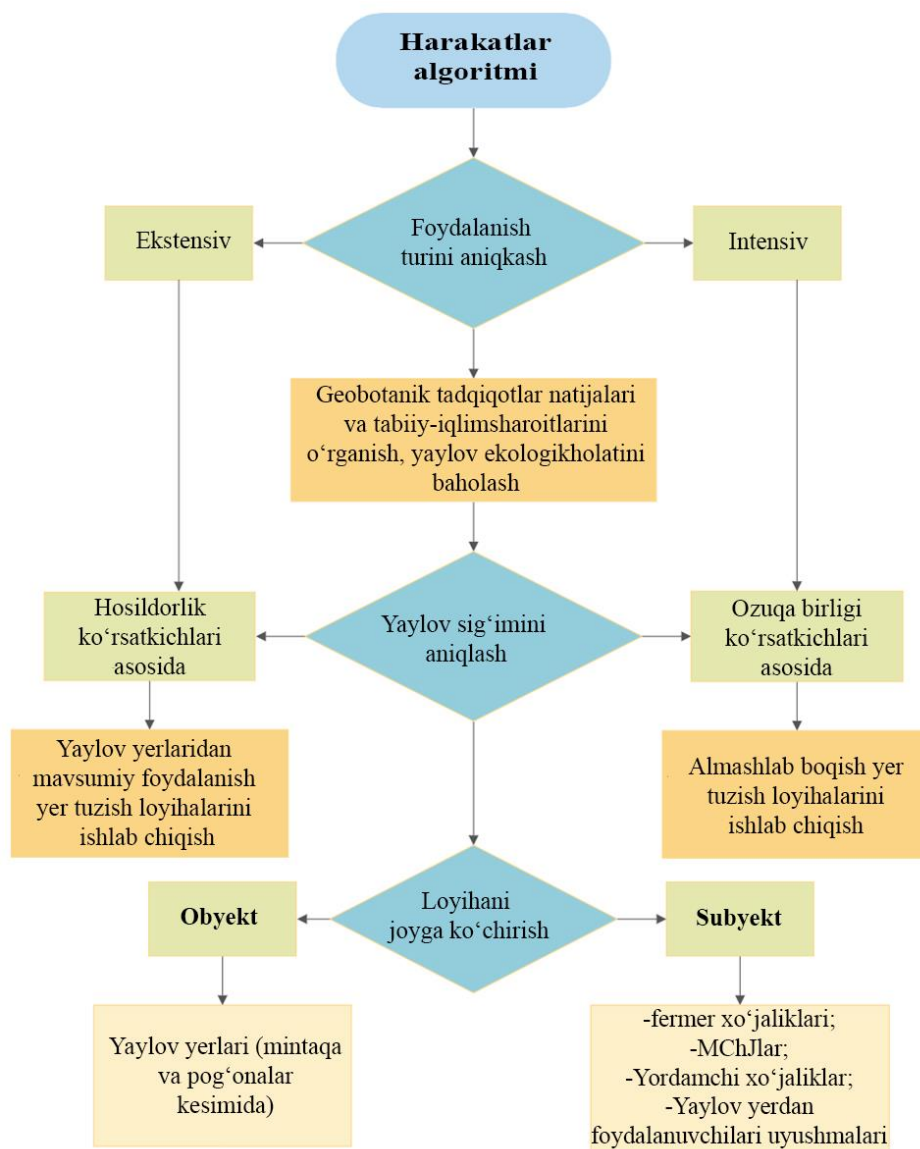 Harakatlar
algoritmi
Foydalanish
turini aniqkash
Ekstensiv
Intensiv
Geobotanik tadqiqotlar natijalari
va tabiiy-iqlimsharoitlarini
o‘rganish, yaylov ekologikholatini
baholash
Hosildorlik
ko‘rsatkichlari
asosida
Yaylov sig‘imini
aniqlash
Ozuqa birligi
ko‘rsatkichlari
asosida
Yaylov yerlaridan
mavsumiy foydalanish
yer tuzish loyihalarini
ishlab chiqish
Almashlab boqish yer
tuzish loyihalarini
ishlab chiqish
Obyekt
Loyihani
joyga ko‘chirish
Subyekt
Yaylov yerlari (mintaqa
va pog‘onalar
kesimida)
-fermer xo‘jaliklari;
-MChJlar;
-Yordamchi xo‘jaliklar;
-Yaylov yerdan
foydalanuvchilari uyushmalari